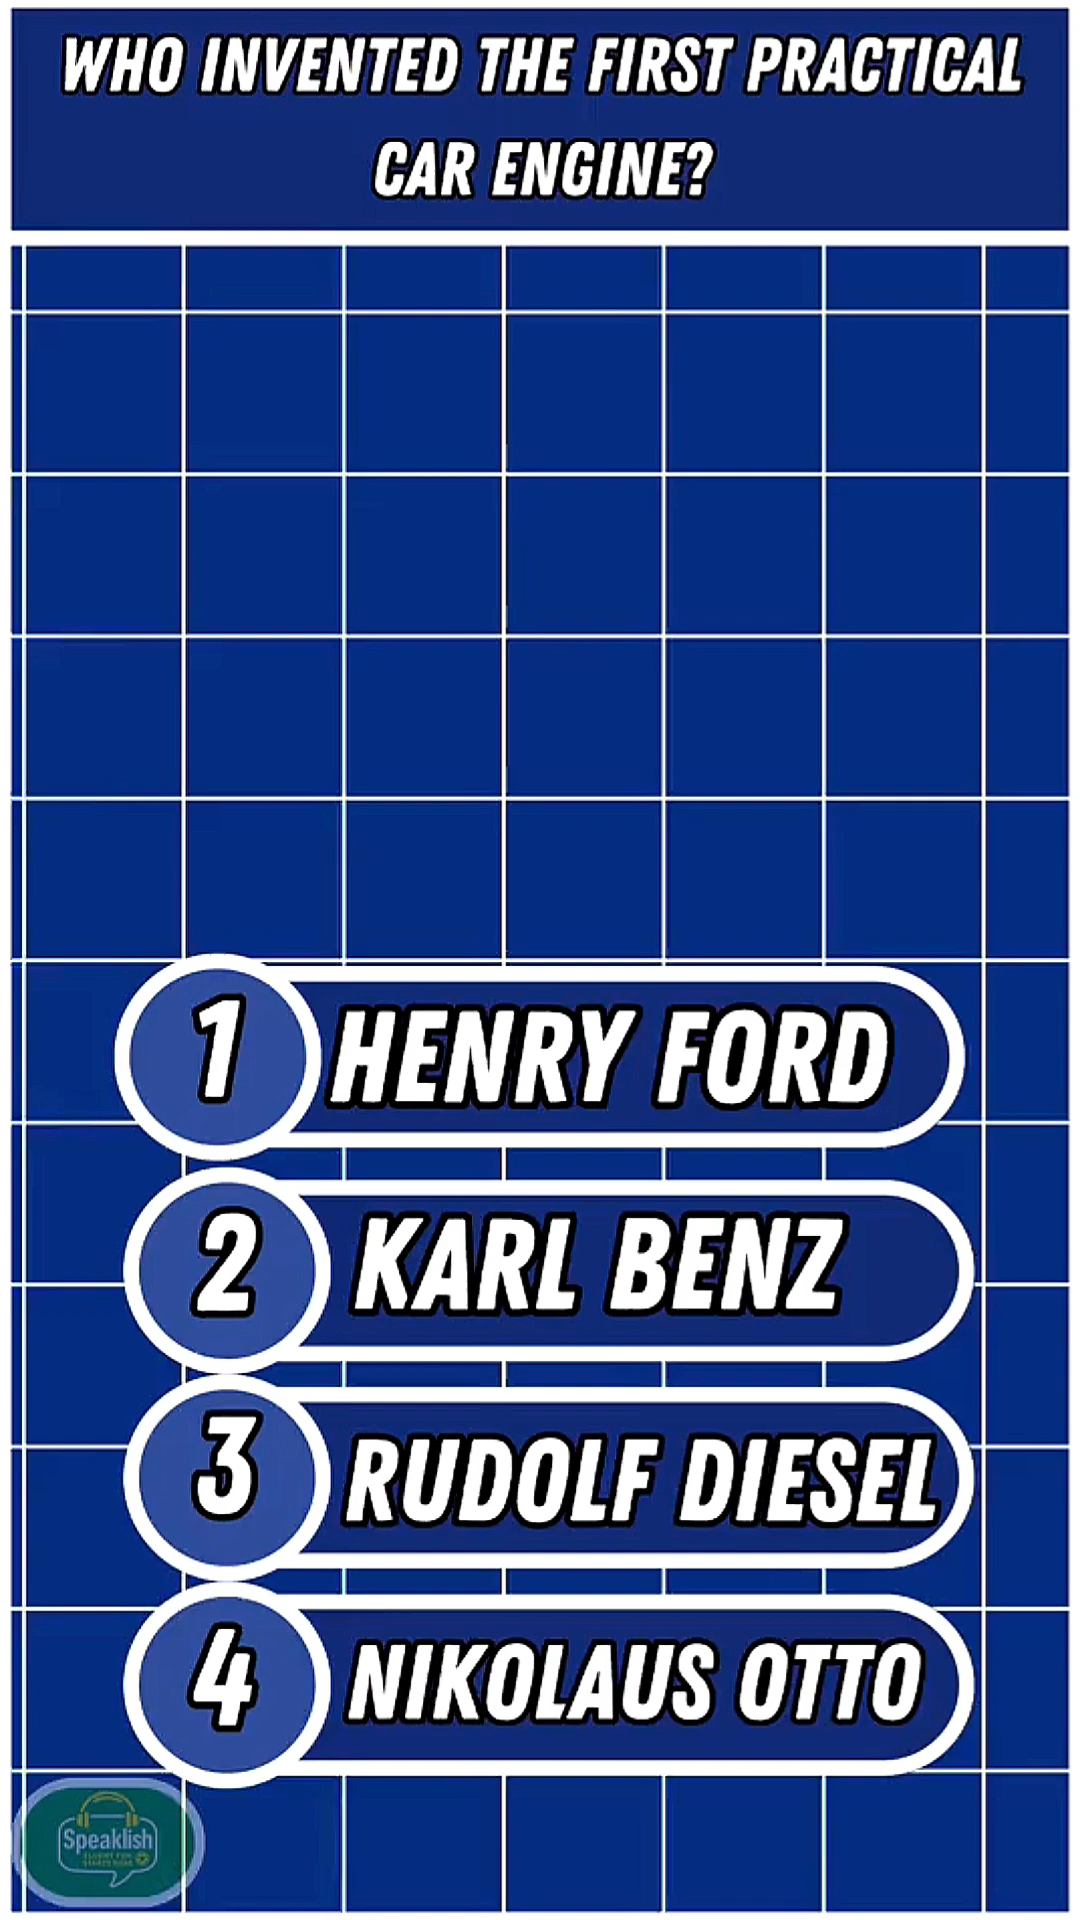 WHO INVENTED THE FIRST PRACTICAL
CAR ENGINE?
1 HENRY FORD
2 KARL BENZ
3 RUDOLF DIESEL
4 NIKOLAUS OTTO
Speaklish